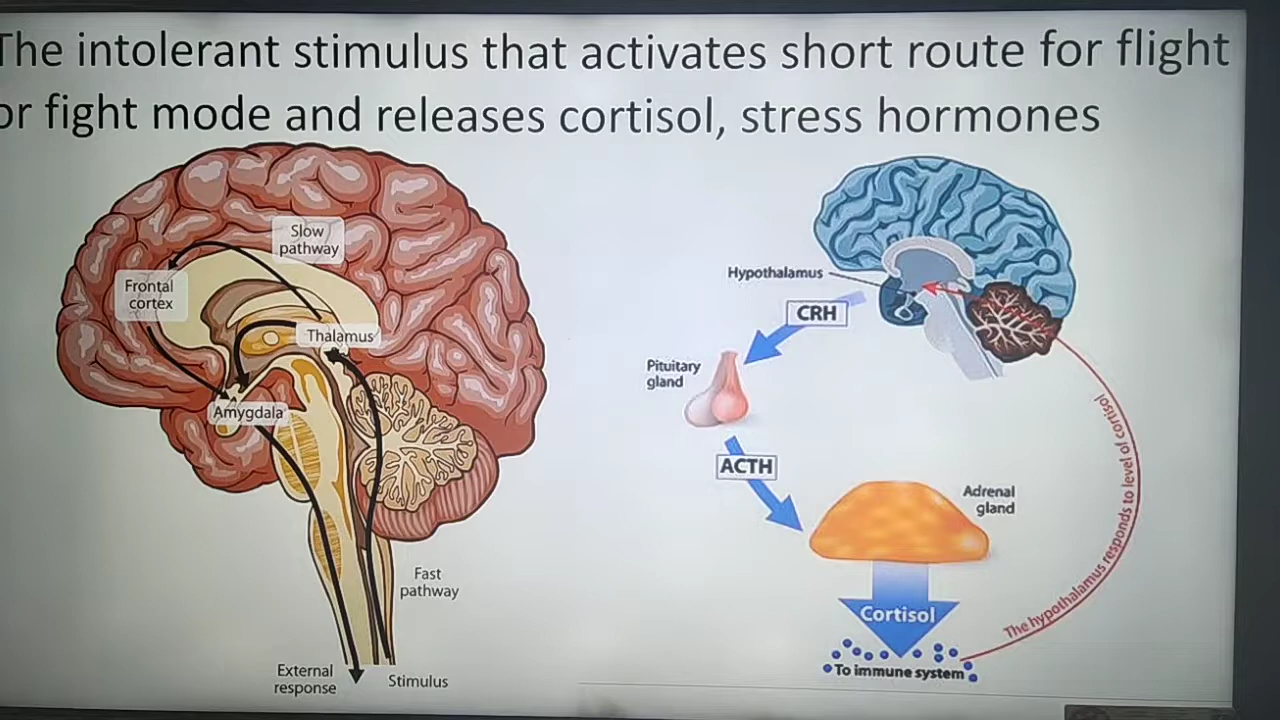 The intolerant stimulus that activates short route for flight
or fight mode and releases cortisol, stress hormones
Slow
pathway
Frontal
cortex
Thalamus
Amygdala
Fast
pathway
External
response
Stimulus
Hypothalamus
CRH
Pituitary
gland
ACTH
Adrenal
gland
Cortisol
To immune system
The hypothalamus responds to level of cortisol